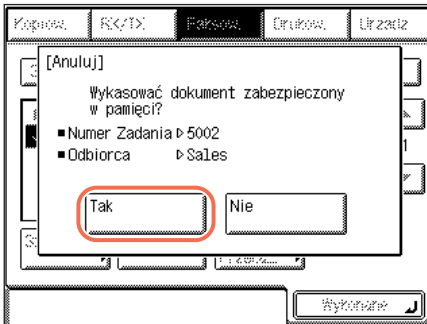 Kopiow. RX/TX Faksow. Drukow. Urządz
[Anuluj]
Wykasować dokument zabezpieczony
w pamięci?
■Numer Zadania ▷ 5002
■Odbiorca ▷ Sales
Tak Nie
Wykonane